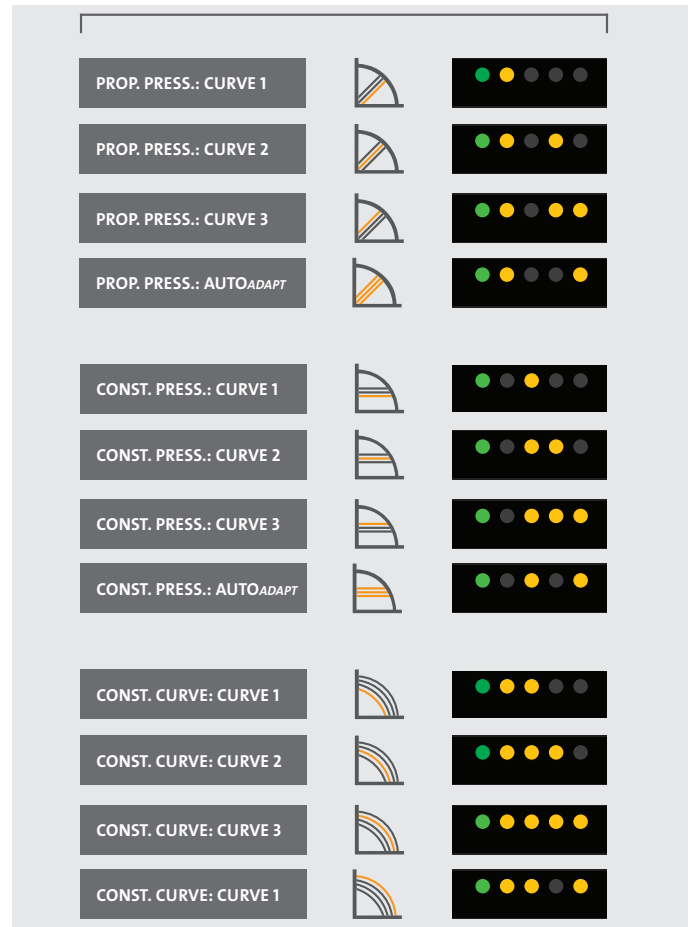 PROP. PRESS.: CURVE 1
PROP. PRESS.: CURVE 2
PROP. PRESS.: CURVE 3
PROP. PRESS.: AUTOADAPT
CONST. PRESS.: CURVE 1
CONST. PRESS.: CURVE 2
CONST. PRESS.: CURVE 3
CONST. PRESS.: AUTOADAPT
CONST. CURVE: CURVE 1
CONST. CURVE: CURVE 2
CONST. CURVE: CURVE 3
CONST. CURVE: CURVE 1